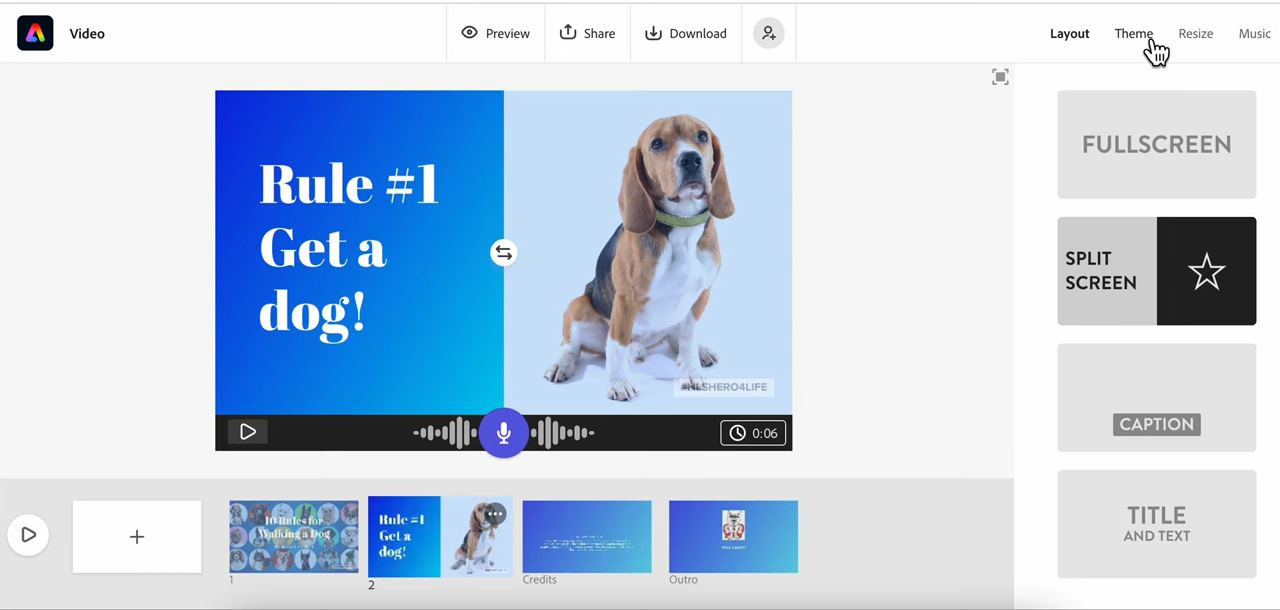 Video
Preview
Share
Download
Layout
Theme
Resize
Music
Rule #1
Get a
dog!
#HLSHERO4LIFE
0:06
FULLSCREEN
SPLIT
SCREEN
CAPTION
TITLE
AND TEXT
10 Rules for
Walking a Dog
1
Rule #1
Get a
dog!
2
Credits
Outro